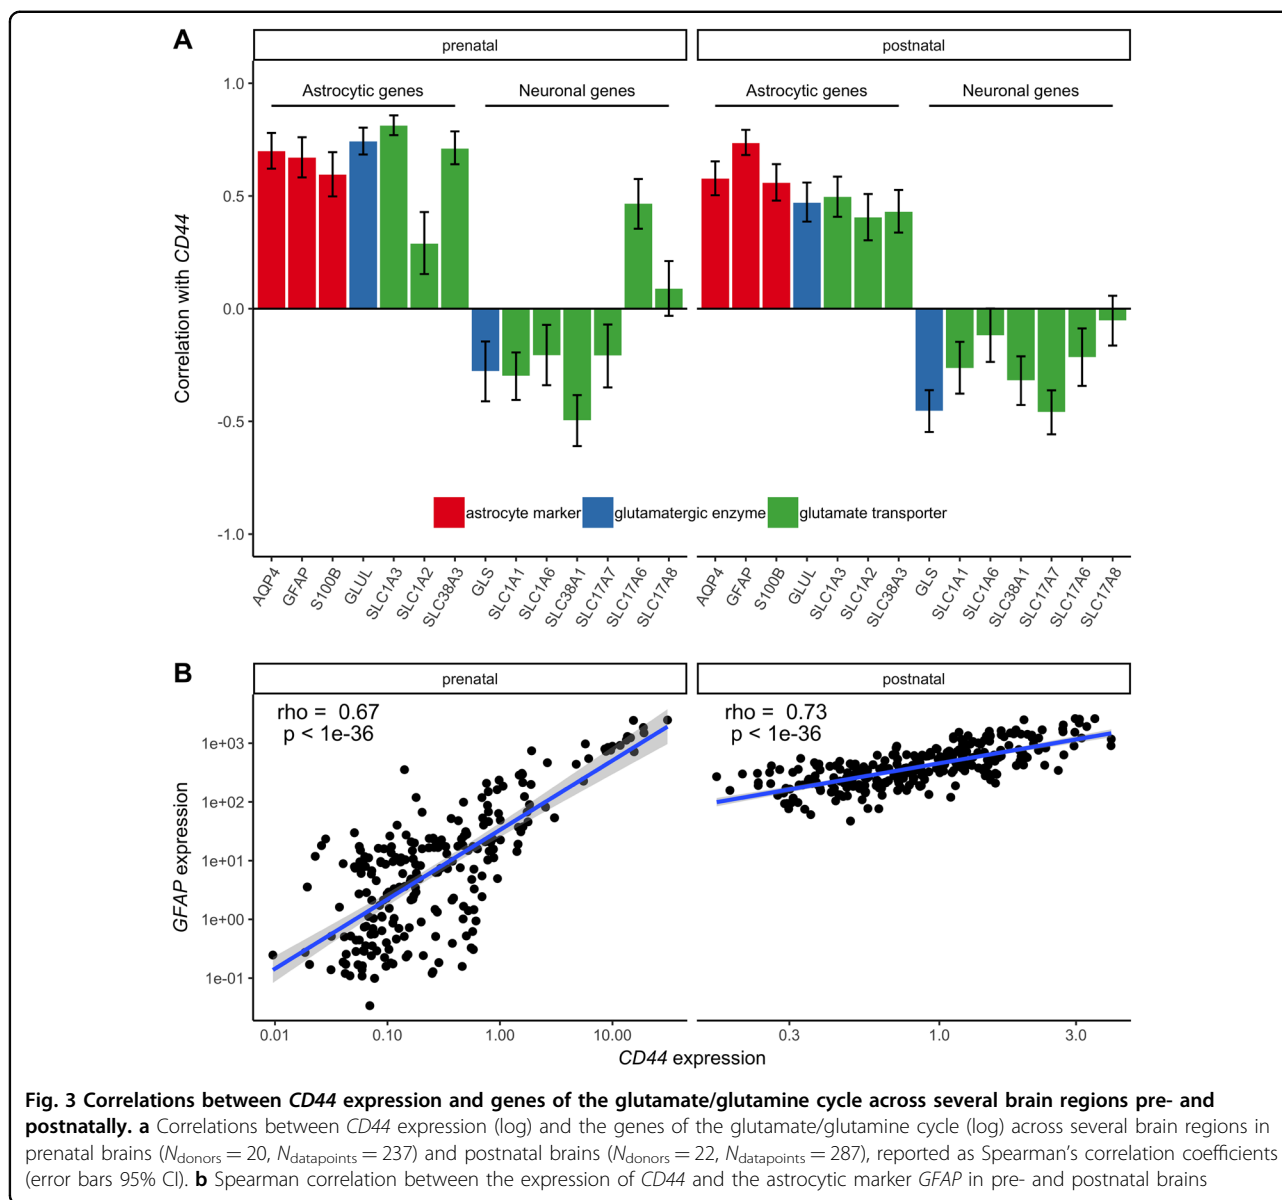 A
prenatal
postnatal
Astrocytic genes
Neuronal genes
Astrocytic genes
Neuronal genes
Correlation with CD44
1.0
0.5
0.0
-0.5
-1.0
astrocyte marker
glutamatergic enzyme
glutamate transporter
AQP4
GFAP
S100B
GLUL
SLC1A3
SLC1A2
SLC38A3
GLS
SLC1A1
SLC1A6
SLC38A1
SLC17A7
SLC17A6
SLC17A8
AQP4
GFAP
S100B
GLUL
SLC1A3
SLC1A2
SLC38A3
GLS
SLC1A1
SLC1A6
SLC38A1
SLC17A7
SLC17A6
SLC17A8
B
prenatal
postnatal
rho = 0.67
p < 1e-36
rho = 0.73
p < 1e-36
GFAP expression
1e+03
1e+02
1e+01
1e+00
1e-01
0.01
0.10
1.00
10.00
0.3
1.0
3.0
CD44 expression
Fig. 3 Correlations between CD44 expression and genes of the glutamate/glutamine cycle across several brain regions pre- and
postnatally. a Correlations between CD44 expression (log) and the genes of the glutamate/glutamine cycle (log) across several brain regions in
prenatal brains (Ndonors = 20, Ndatapoints = 237) and postnatal brains (Ndonors = 22, Ndatapoints = 287), reported as Spearman's correlation coefficients
(error bars 95% CI). b Spearman correlation between the expression of CD44 and the astrocytic marker GFAP in pre- and postnatal brains